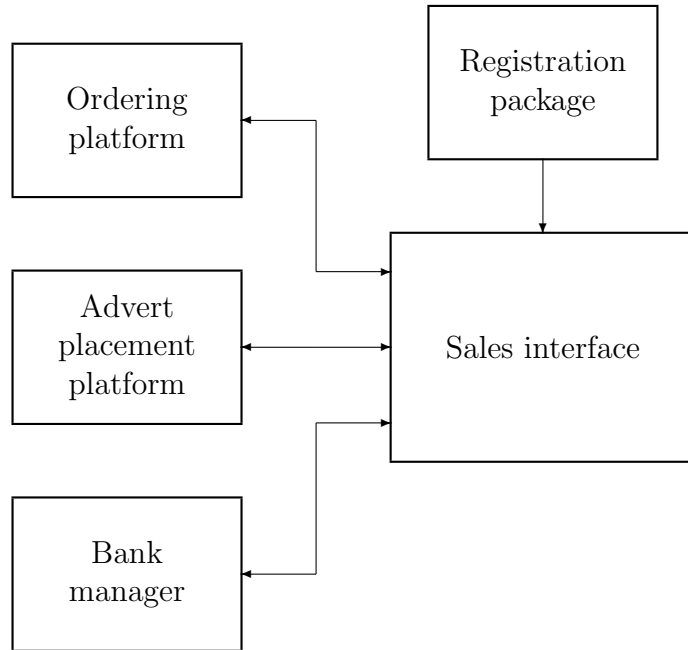 Ordering
platform
Registration
package
Advert
placement
platform
Sales interface
Bank
manager